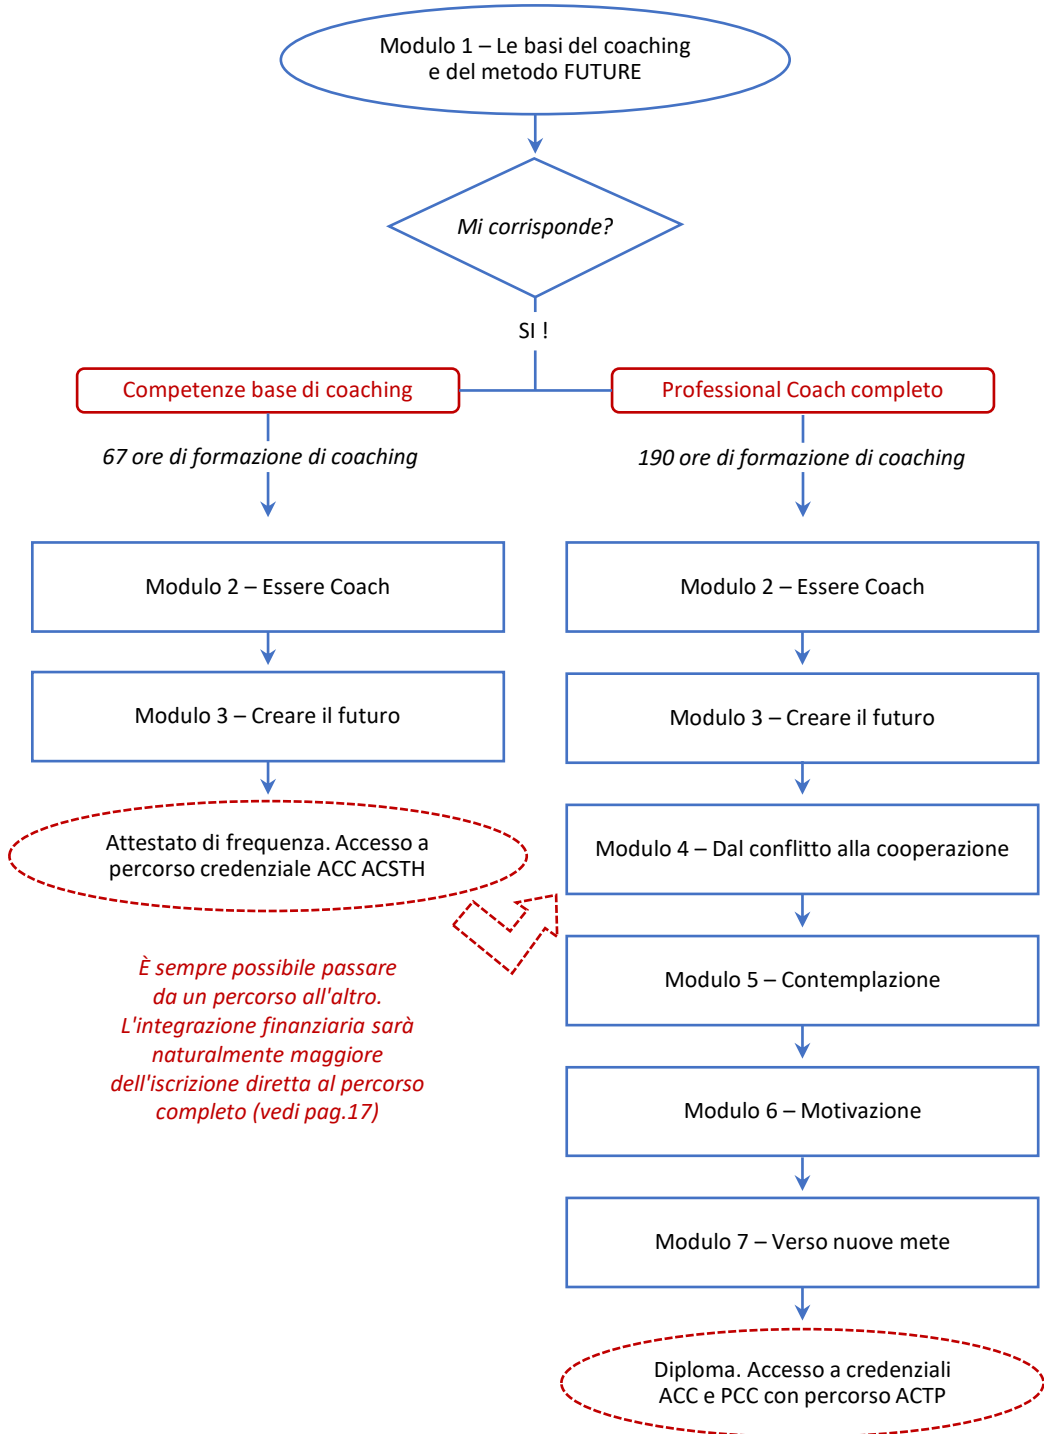 Modulo 1 – Le basi del coaching
e del metodo FUTURE
Mi corrisponde?
SI !
Competenze base di coaching
67 ore di formazione di coaching
Modulo 2 – Essere Coach
Modulo 3 – Creare il futuro
Attestato di frequenza. Accesso a
percorso credenziale ACC ACSTH
È sempre possibile passare
da un percorso all'altro.
L'integrazione finanziaria sarà
naturalmente maggiore
dell'iscrizione diretta al percorso
completo (vedi pag.17)
Professional Coach completo
190 ore di formazione di coaching
Modulo 2 – Essere Coach
Modulo 3 – Creare il futuro
Modulo 4 – Dal conflitto alla cooperazione
Modulo 5 – Contemplazione
Modulo 6 – Motivazione
Modulo 7 – Verso nuove mete
Diploma. Accesso a credenziali
ACC e PCC con percorso ACTP